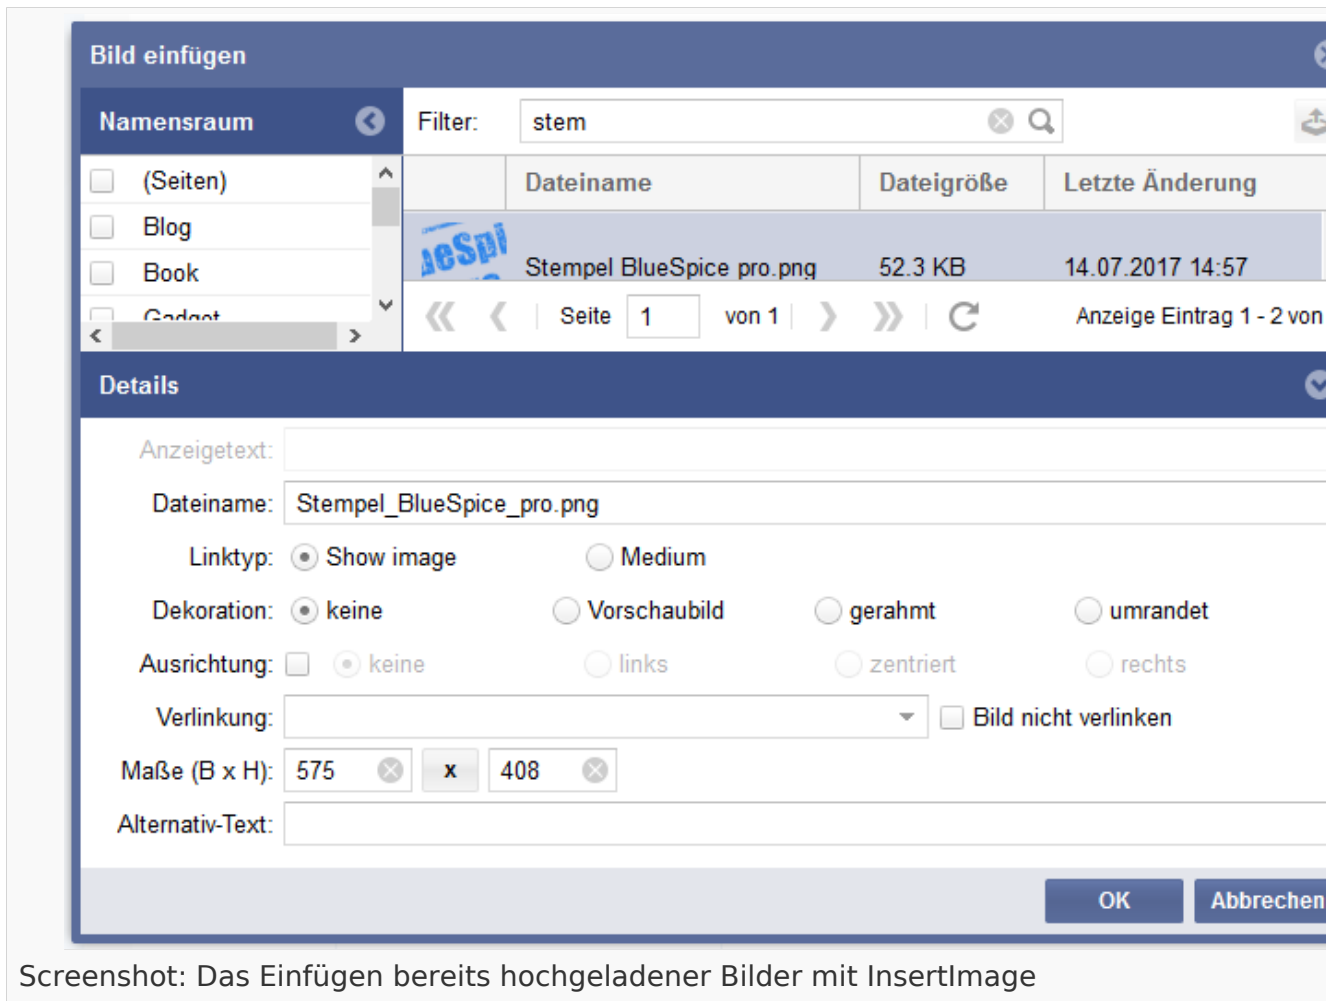 Bild einfügen
Namensraum
Filter: stem
(Seiten)
Blog
Book
Gadget
Dateiname Dateigröße Letzte Änderung
Stempel BlueSpice pro.png 52.3 KB 14.07.2017 14:57
Seite 1 von 1 Anzeige Eintrag 1 - 2 von
Details
Anzeigetext:
Dateiname: Stempel_BlueSpice_pro.png
Linktyp: Show image Medium
Dekoration: keine Vorschaubild gerahmt umrandet
Ausrichtung: keine links zentriert rechts
Verlinkung: Bild nicht verlinken
Maße (B x H): 575 x 408
Alternativ-Text:
OK Abbrechen
Screenshot: Das Einfügen bereits hochgeladener Bilder mit InsertImage